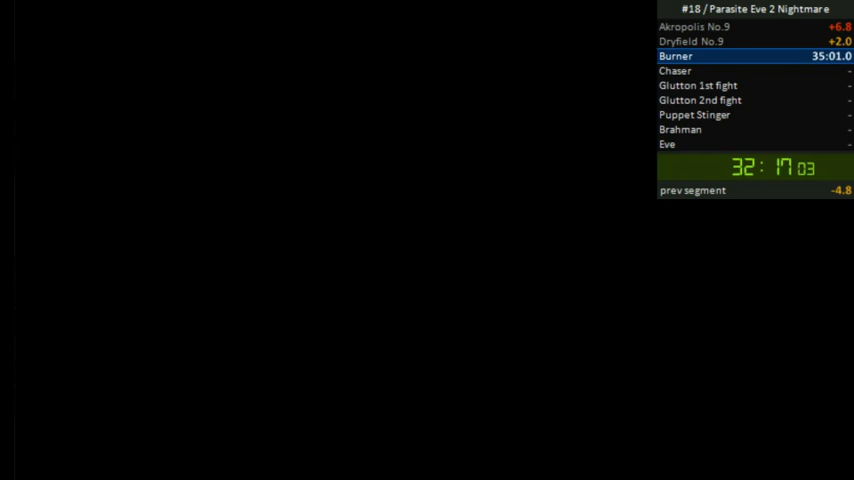 #18 / Parasite Eve 2 Nightmare
Akropolis No.9 +6.8
Dryfield No.9 +2.0
Burner 35:01.0
Chaser -
Glutton 1st fight -
Glutton 2nd fight -
Puppet Stinger -
Brahman -
Eve -
32:17 03
prev segment -4.8